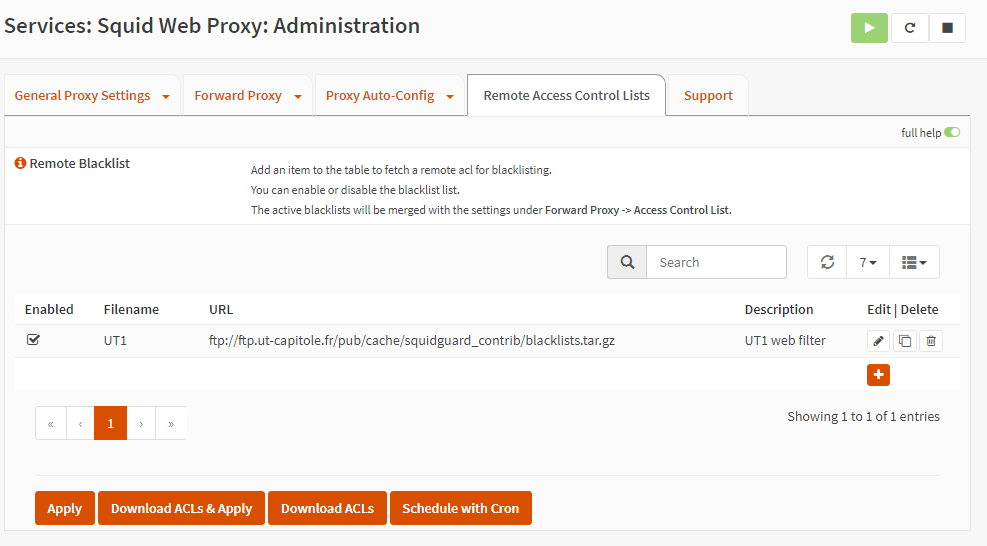 Services: Squid Web Proxy: Administration
General Proxy Settings Forward Proxy Proxy Auto-Config Remote Access Control Lists Support
full help
Remote Blacklist
Add an item to the table to fetch a remote acl for blacklisting.
You can enable or disable the blacklist list.
The active blacklists will be merged with the settings under Forward Proxy -> Access Control List.
Search 7
Enabled Filename URL Description Edit | Delete
UT1 ftp://ftp.ut-capitole.fr/pub/cache/squidguard_contrib/blacklists.tar.gz UT1 web filter
« ‹ 1 › » Showing 1 to 1 of 1 entries
Apply Download ACLs & Apply Download ACLs Schedule with Cron